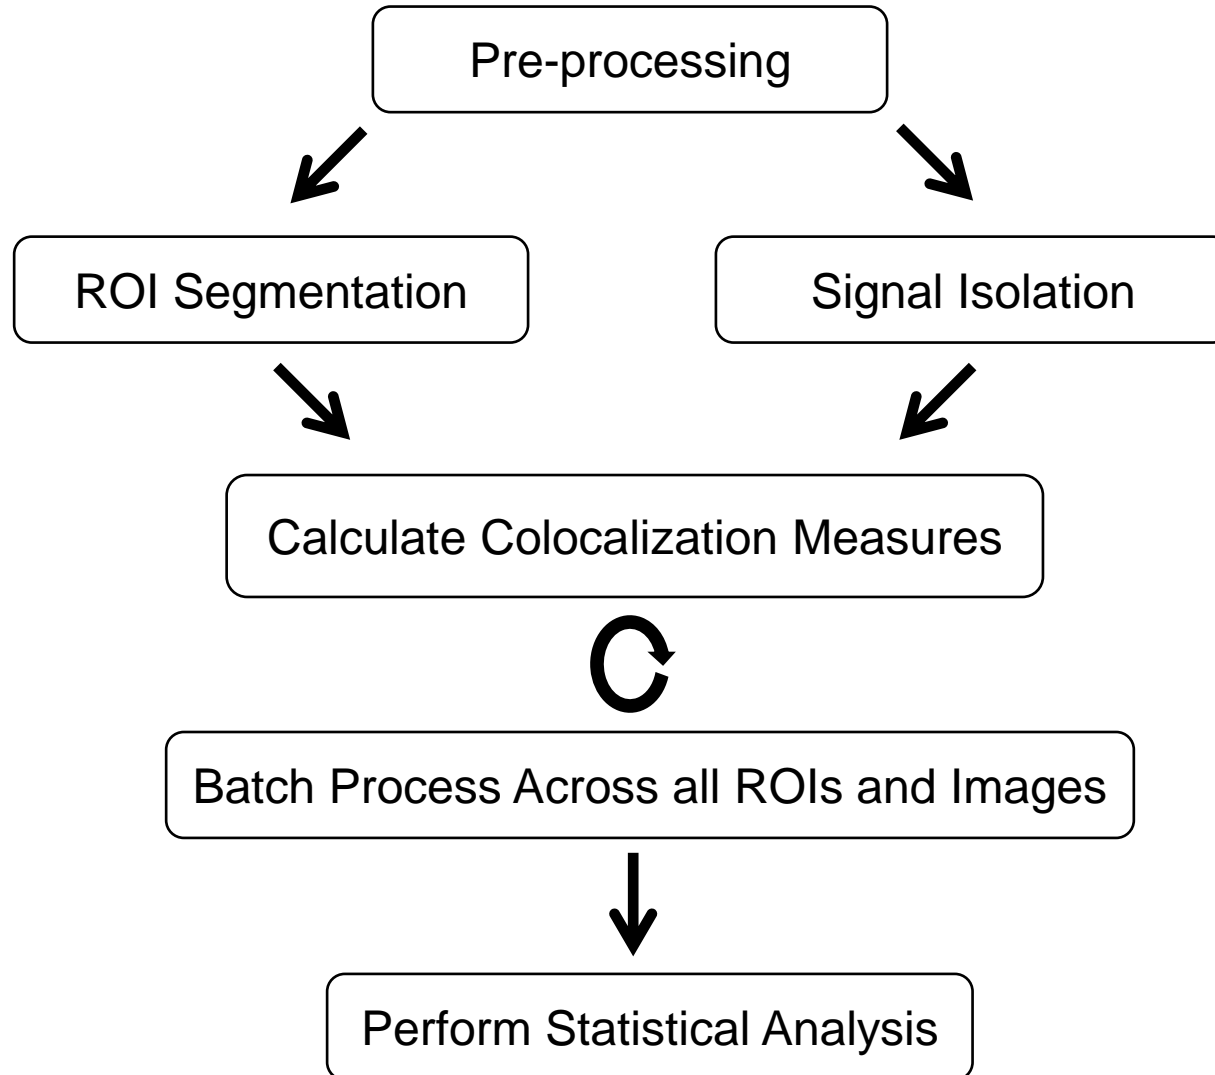 Pre-processing
ROI Segmentation
Signal Isolation
Calculate Colocalization Measures
Batch Process Across all ROIs and Images
Perform Statistical Analysis